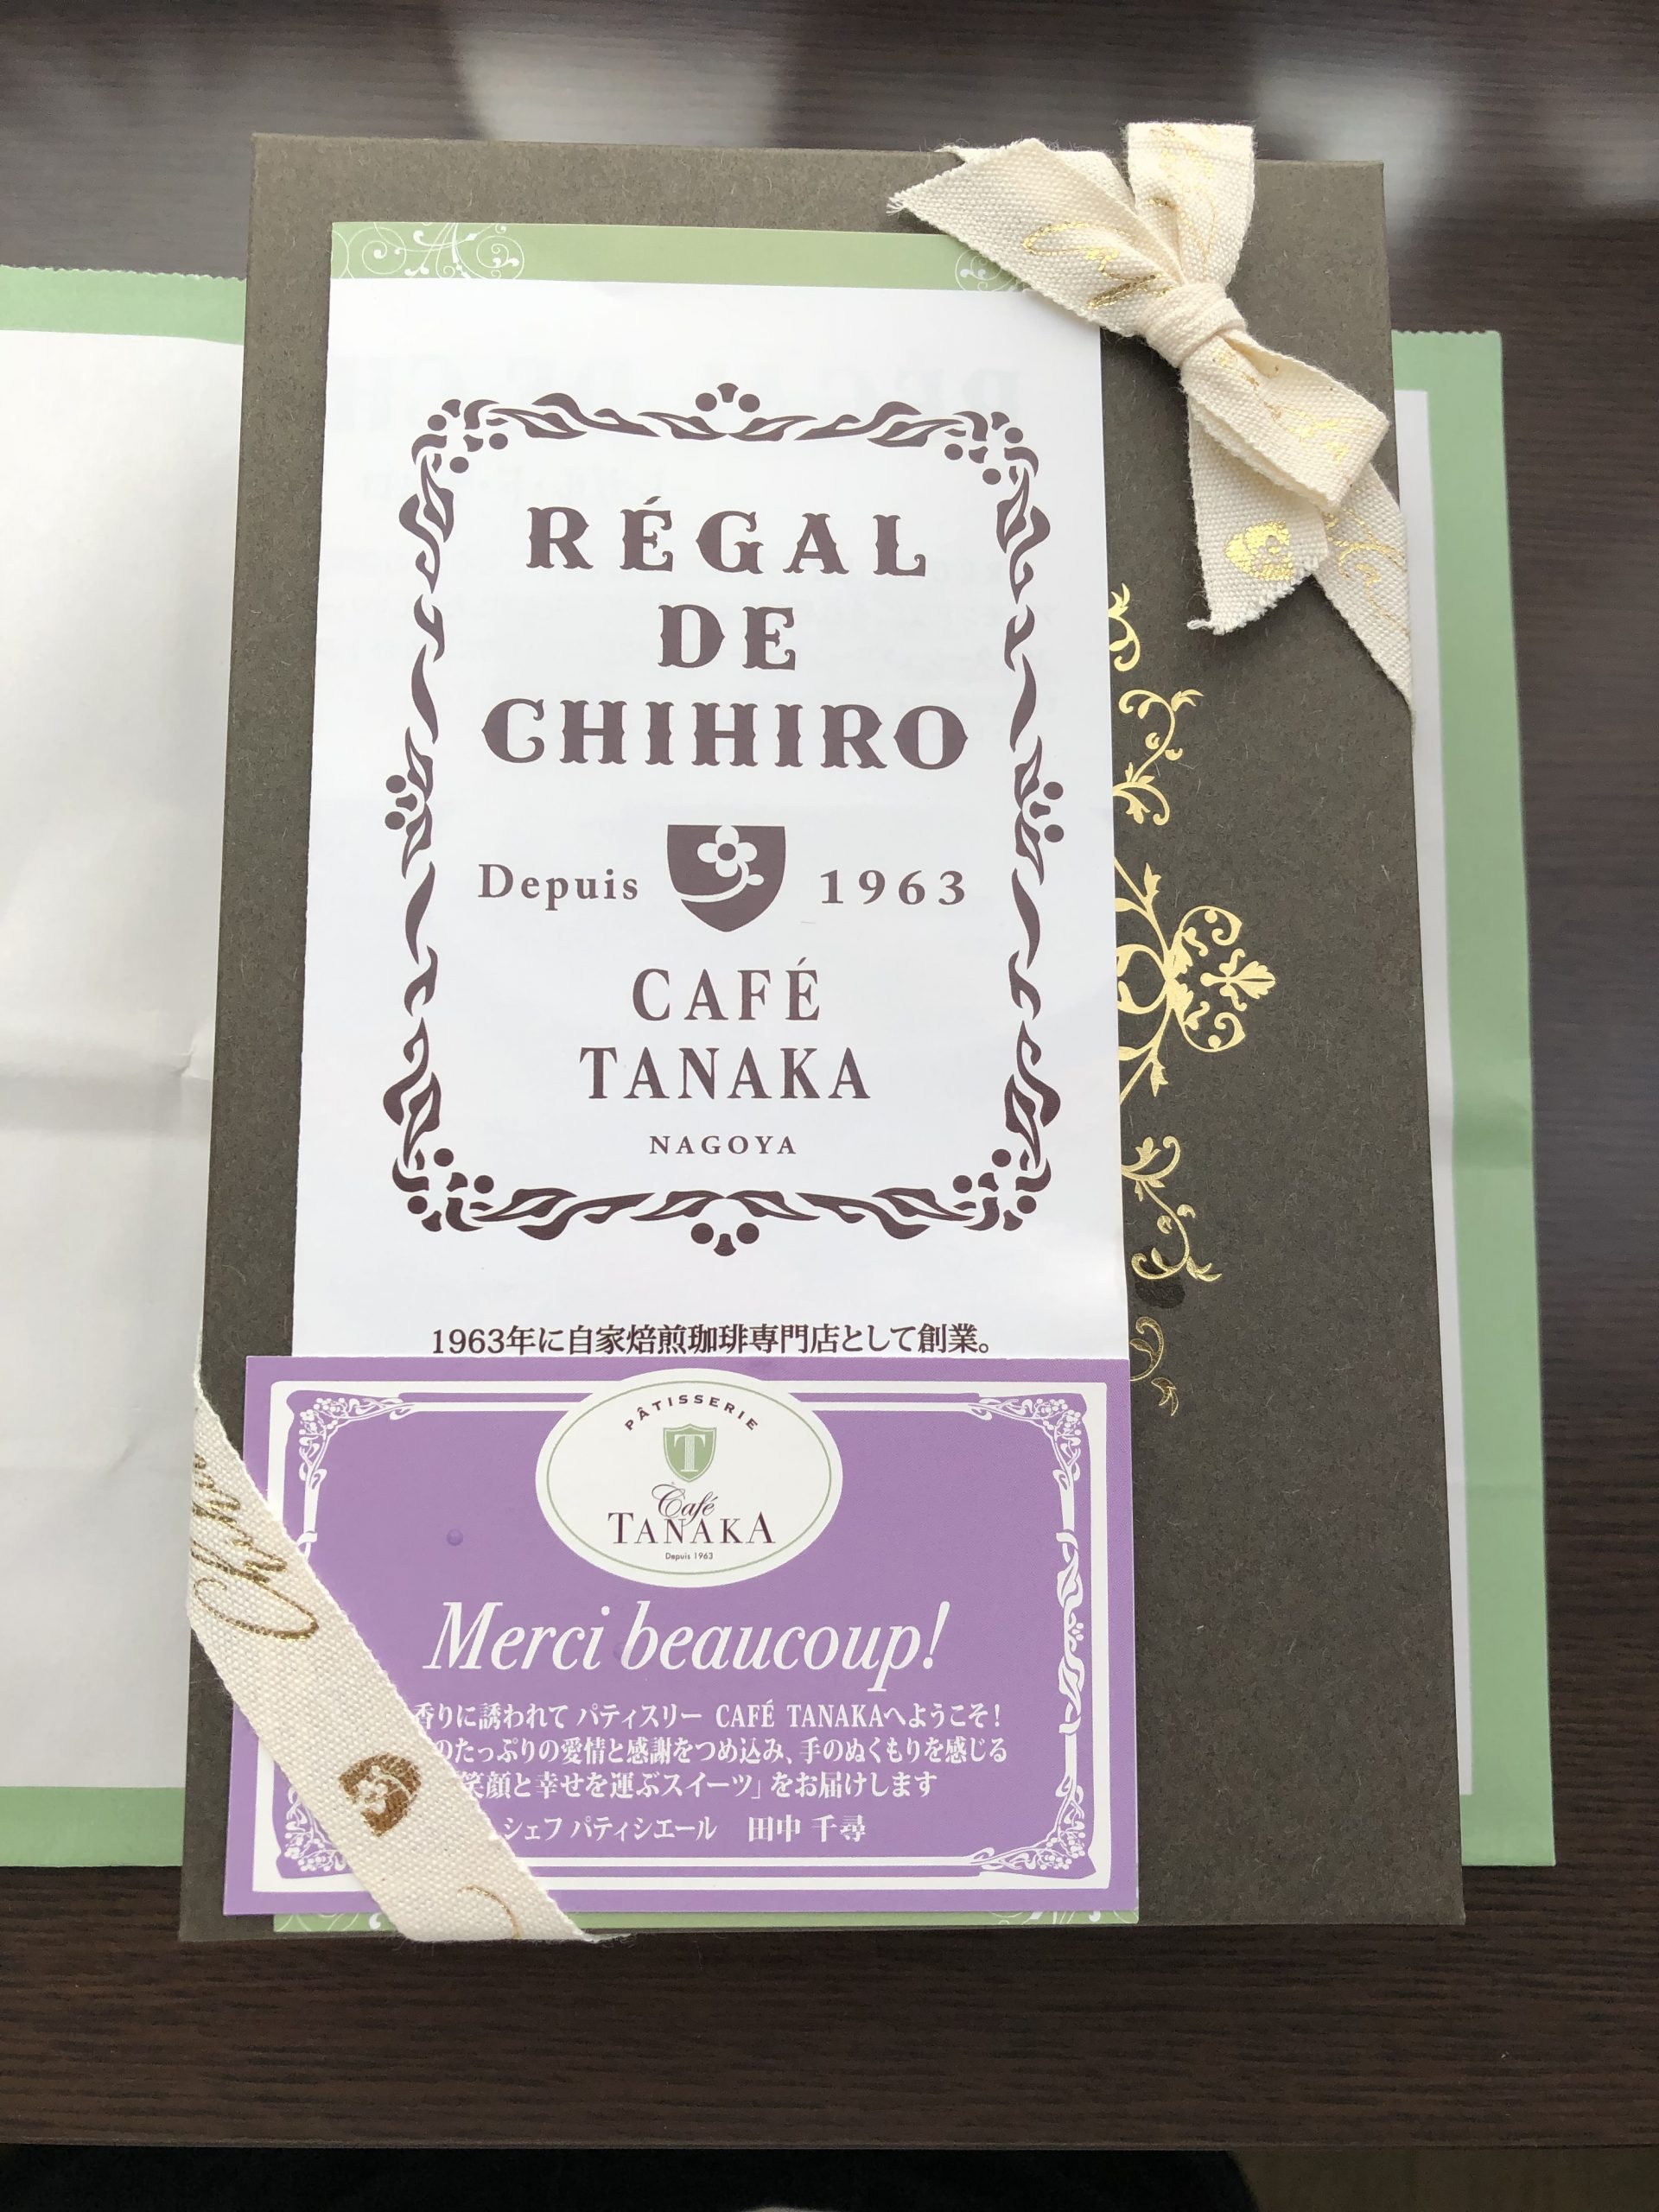 RÉGAL
DE
CHIHIRO
Depuis 1963
CAFÉ
TANAKA
NAGOYA
1963年に自家焙煎珈琲専門店として創業。
PÂTISSERIE
T
Café
TANAKA
Depuis 1963
Merci beaucoup!
香りに誘われて パティスリー CAFÉ TANAKAへようこそ!
のたっぷりの愛情と感謝をつめ込み、手のぬくもりを感じる
笑顔と幸せを運ぶスイーツ」をお届けします
シェフ パティシエール 田中 千尋